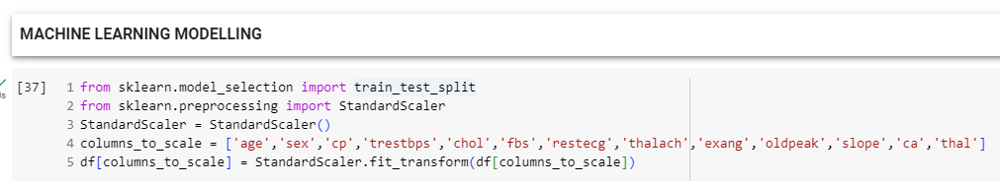 MACHINE LEARNING MODELLING
[37] 1 from sklearn.model_selection import train_test_split
2 from sklearn.preprocessing import StandardScaler
3 StandardScaler = StandardScaler()
4 columns_to_scale = ['age','sex','cp','trestbps','chol','fbs','restecg','thalach','exang','oldpeak','slope','ca','thal']
5 df[columns_to_scale] = StandardScaler.fit_transform(df[columns_to_scale])